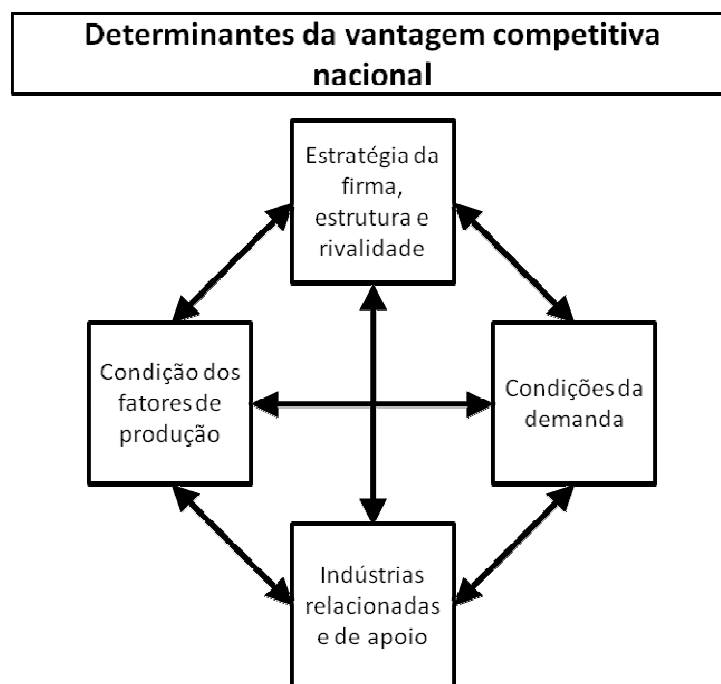 Determinantes da vantagem competitiva
nacional
Estratégia da
firma,
estrutura e
rivalidade
Condição dos
fatores de
produção
Condições da
demanda
Indústrias
relacionadas
e de apoio